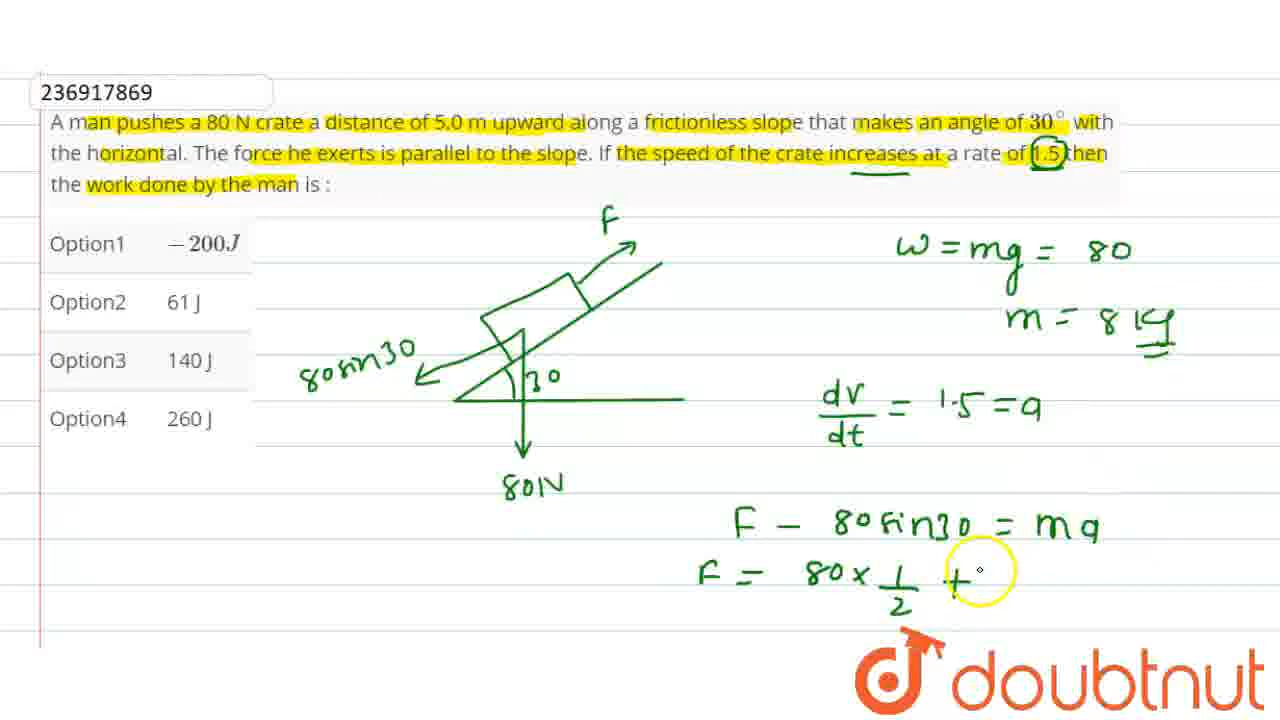 236917869
A man pushes a 80 N crate a distance of 5.0 m upward along a frictionless slope that makes an angle of 30° with
the horizontal. The force he exerts is parallel to the slope. If the speed of the crate increases at a rate of 1.5 then
the work done by the man is :
Option1 −200J
Option2 61 J
Option3 140 J
Option4 260 J
F
80sin30
30
80N
W = mg = 80
m = 8 kg
dv/dt = 1.5 = a
F − 80sin30 = ma
F = 80 × 1/2 +
doubtnut